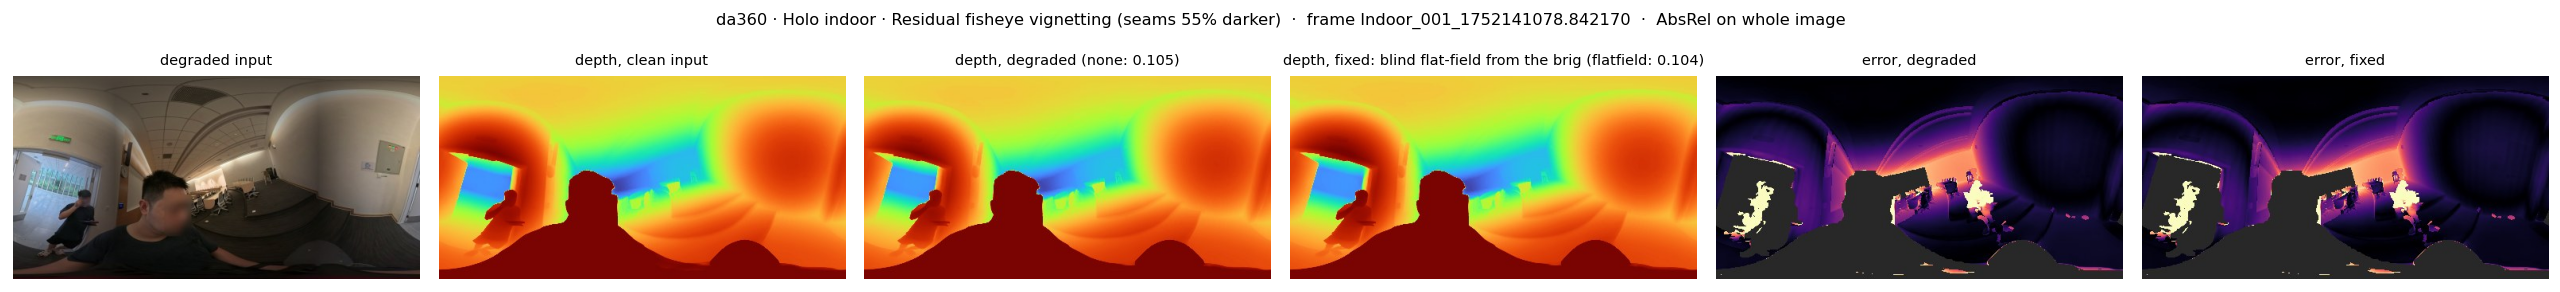 da360 · Holo indoor · Residual fisheye vignetting (seams 55% darker)  ·  frame Indoor_001_1752141078.842170  ·  AbsRel on whole image
degraded input
depth, clean input
depth, degraded (none: 0.105)
depth, fixed: blind flat-field from the brig (flatfield: 0.104)
error, degraded
error, fixed